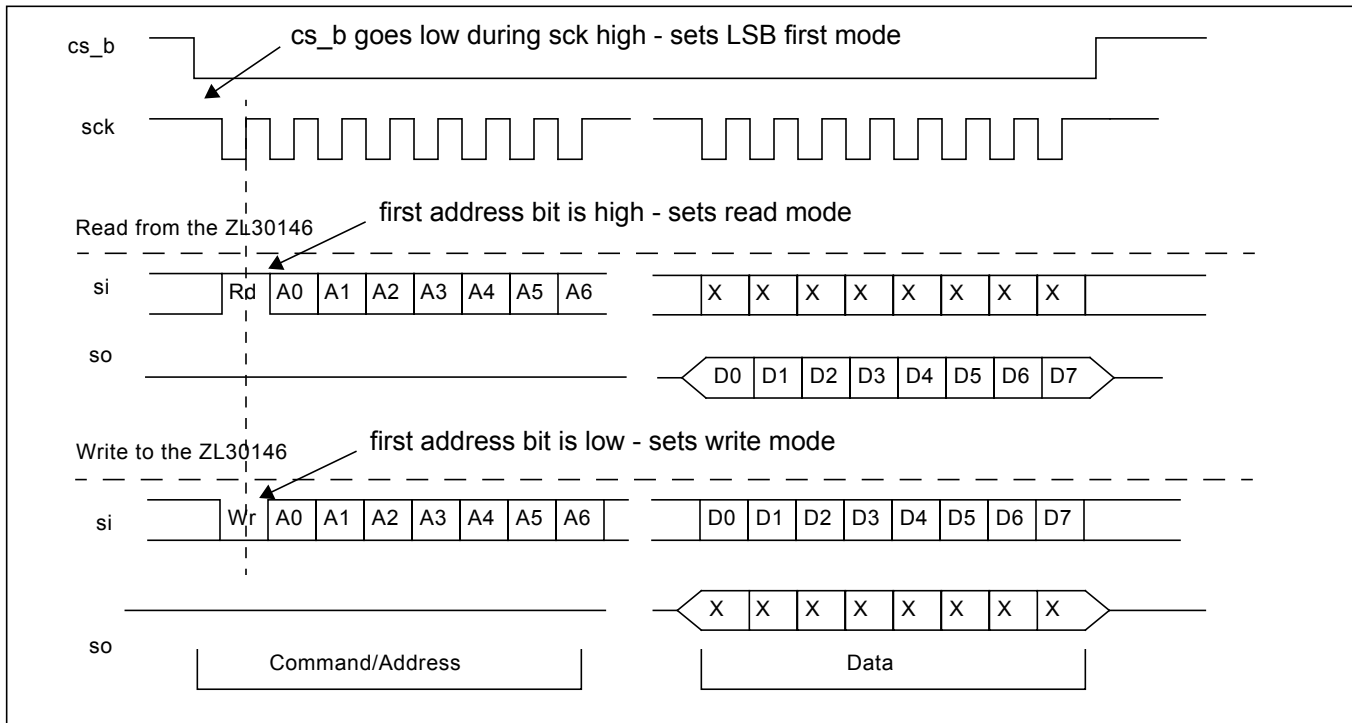 cs_b
cs_b goes low during sck high - sets LSB first mode
sck
first address bit is high - sets read mode
Read from the ZL30146
si
Rd A0 A1 A2 A3 A4 A5 A6 X X X X X X X X
so
D0 D1 D2 D3 D4 D5 D6 D7
first address bit is low - sets write mode
Write to the ZL30146
si
Wr A0 A1 A2 A3 A4 A5 A6 D0 D1 D2 D3 D4 D5 D6 D7
X X X X X X X X
so
Command/Address Data